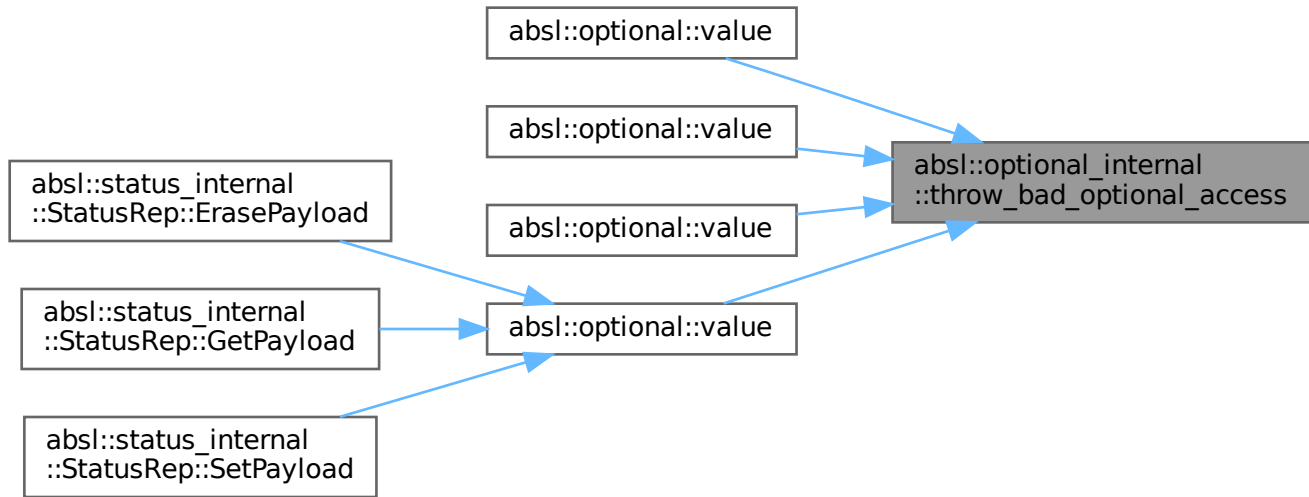 absl::optional::value
absl::optional::value
absl::optional_internal
::throw_bad_optional_access
absl::status_internal
::StatusRep::ErasePayload
absl::optional::value
absl::status_internal
::StatusRep::GetPayload
absl::optional::value
absl::status_internal
::StatusRep::SetPayload